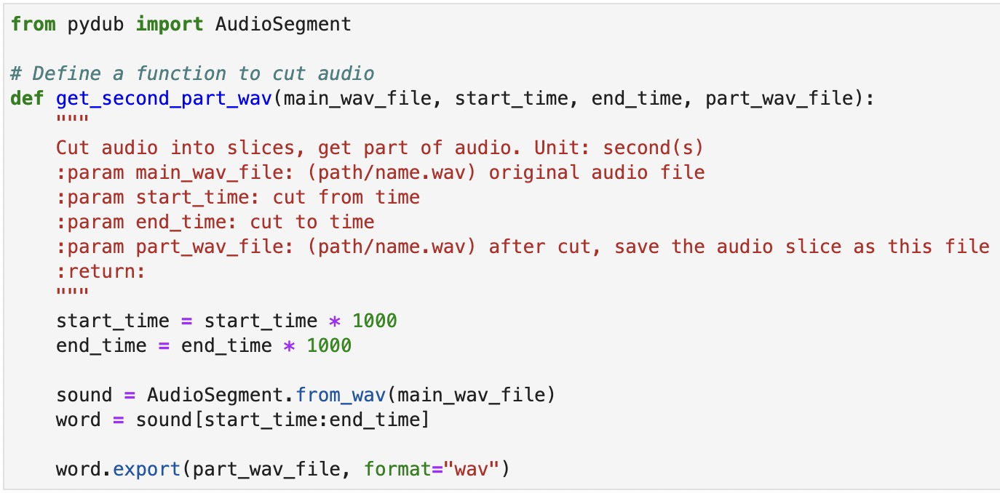 from pydub import AudioSegment
# Define a function to cut audio
def get_second_part_wav(main_wav_file, start_time, end_time, part_wav_file):
    """
    Cut audio into slices, get part of audio. Unit: second(s)
    :param main_wav_file: (path/name.wav) original audio file
    :param start_time: cut from time
    :param end_time: cut to time
    :param part_wav_file: (path/name.wav) after cut, save the audio slice as this file
    :return:
    """
    start_time = start_time * 1000
    end_time = end_time * 1000
    sound = AudioSegment.from_wav(main_wav_file)
    word = sound[start_time:end_time]
    word.export(part_wav_file, format="wav")